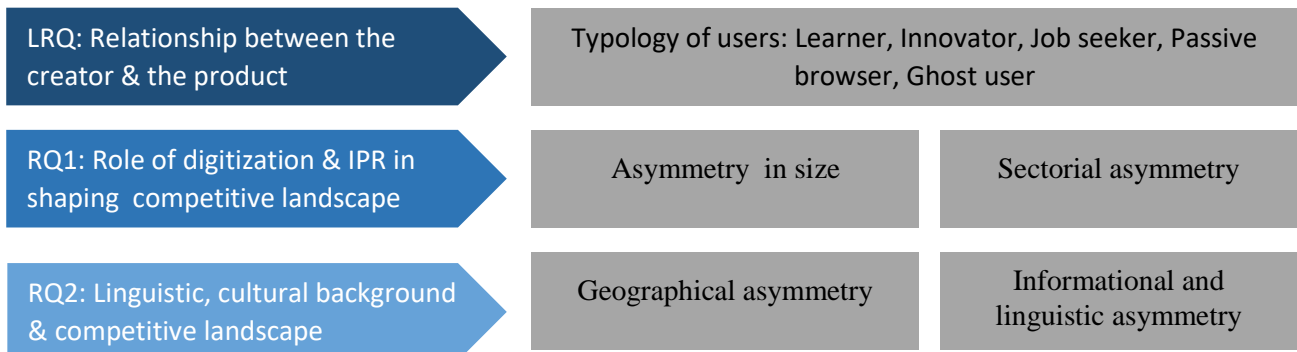 LRQ: Relationship between the
creator & the product
Typology of users: Learner, Innovator, Job seeker, Passive
browser, Ghost user
RQ1: Role of digitization & IPR in
shaping  competitive landscape
Asymmetry  in size
Sectorial asymmetry
RQ2: Linguistic, cultural background
& competitive landscape
Geographical asymmetry
Informational and
linguistic asymmetry